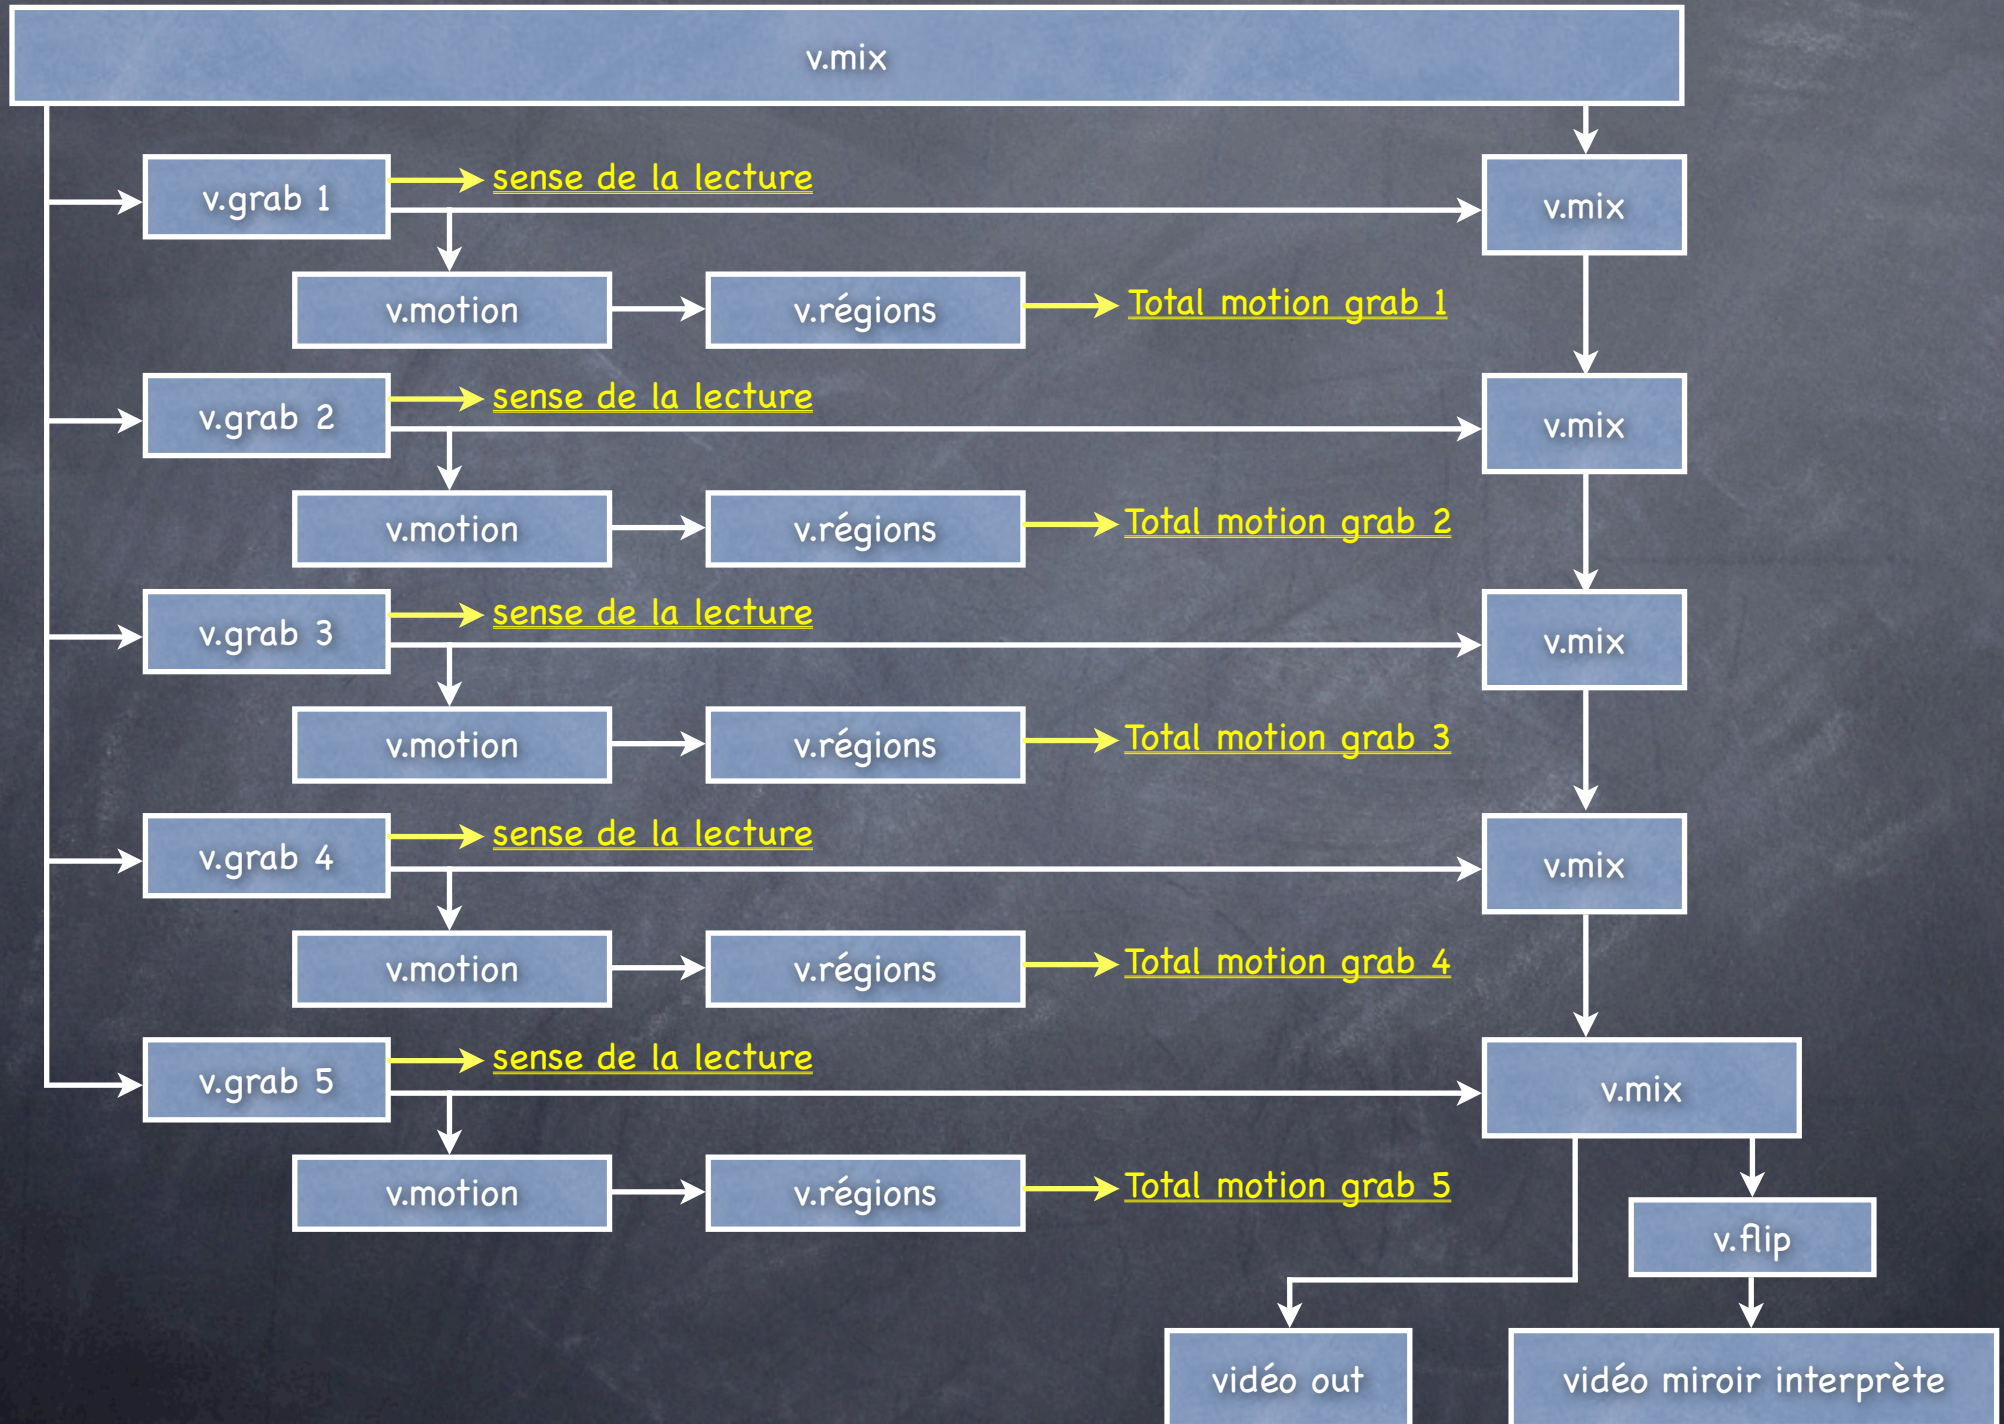 v.mix
v.grab 1
sense de la lecture
v.mix
v.motion
v.régions
Total motion grab 1
v.grab 2
sense de la lecture
v.mix
v.motion
v.régions
Total motion grab 2
v.grab 3
sense de la lecture
v.mix
v.motion
v.régions
Total motion grab 3
v.grab 4
sense de la lecture
v.mix
v.motion
v.régions
Total motion grab 4
v.grab 5
sense de la lecture
v.mix
v.motion
v.régions
Total motion grab 5
v.flip
vidéo out
vidéo miroir interprète